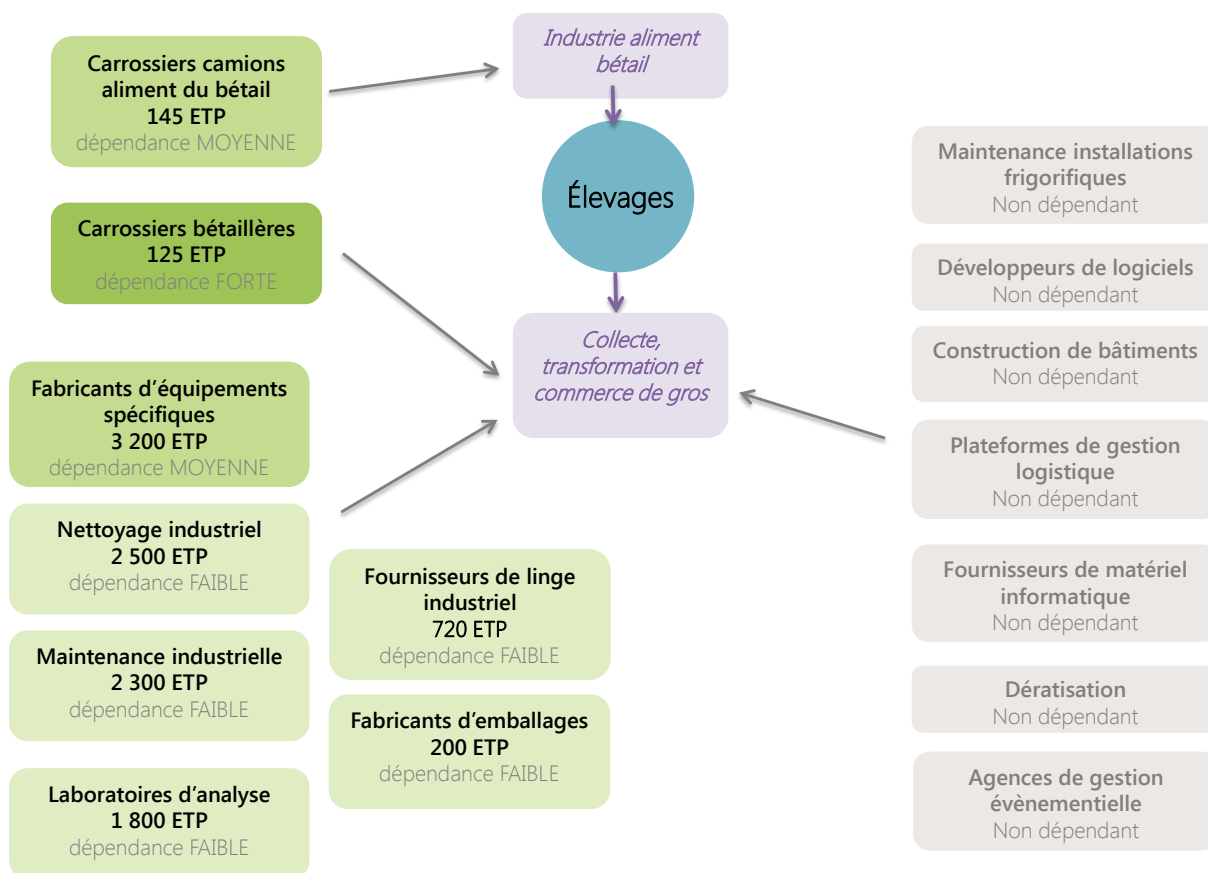 Carrossiers camions
aliment du bétail
145 ETP
dépendance MOYENNE
Carrossiers bétaillères
125 ETP
dépendance FORTE
Fabricants d’équipements
spécifiques
3 200 ETP
dépendance MOYENNE
Nettoyage industriel
2 500 ETP
dépendance FAIBLE
Maintenance industrielle
2 300 ETP
dépendance FAIBLE
Laboratoires d’analyse
1 800 ETP
dépendance FAIBLE
Fournisseurs de linge
industriel
720 ETP
dépendance FAIBLE
Fabricants d’emballages
200 ETP
dépendance FAIBLE
Industrie aliment
bétail
Élevages
Collecte,
transformation et
commerce de gros
Maintenance installations
frigorifiques
Non dépendant
Développeurs de logiciels
Non dépendant
Construction de bâtiments
Non dépendant
Plateformes de gestion
logistique
Non dépendant
Fournisseurs de matériel
informatique
Non dépendant
Dératisation
Non dépendant
Agences de gestion
évènementielle
Non dépendant